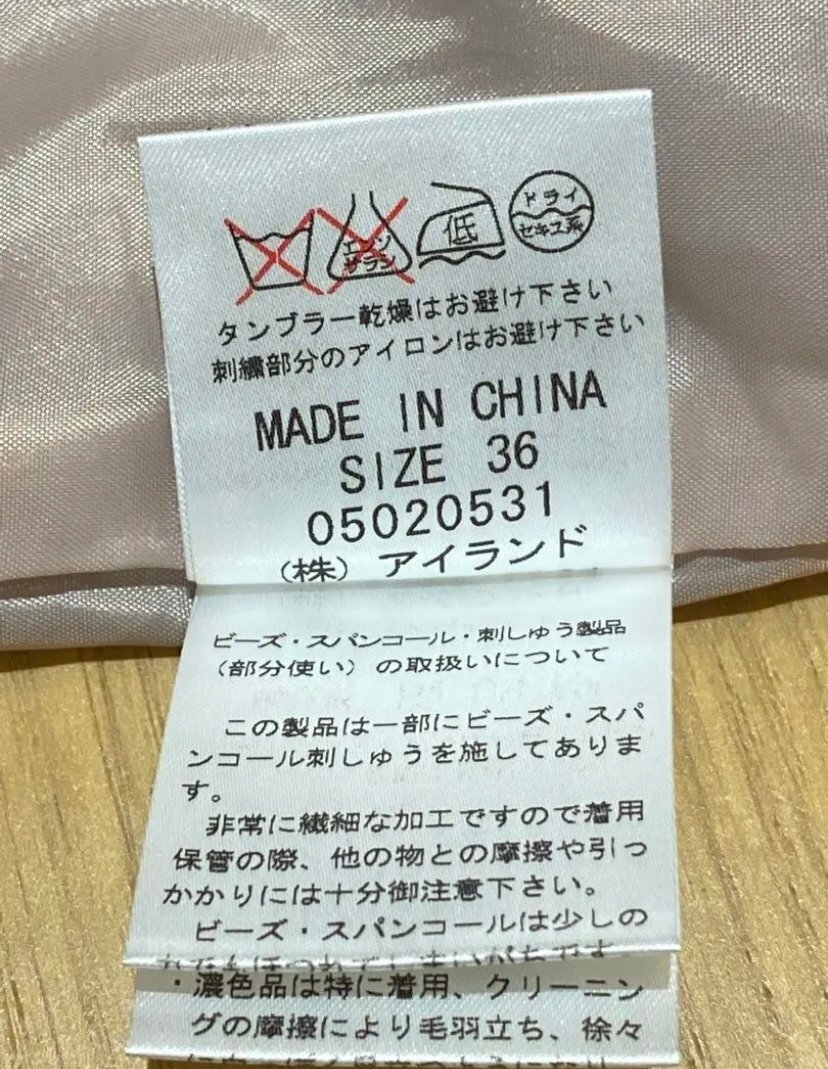 エンソ
サラシ
低
ドライ
セキユ系
タンブラー乾燥はお避け下さい
刺繍部分のアイロンはお避け下さい
MADE IN CHINA
SIZE 36
05020531
（株）アイランド
ビーズ・スパンコール・刺しゅう製品
（部分使い）の取扱いについて
この製品は一部にビーズ・スパ
ンコール刺しゅうを施してありま
す。
非常に繊細な加工ですので着用
保管の際、他の物との摩擦や引っ
かかりには十分御注意下さい。
ビーズ・スパンコールは少しの
・濃色品は特に着用、クリーニン
グの摩擦により毛羽立ち、徐々